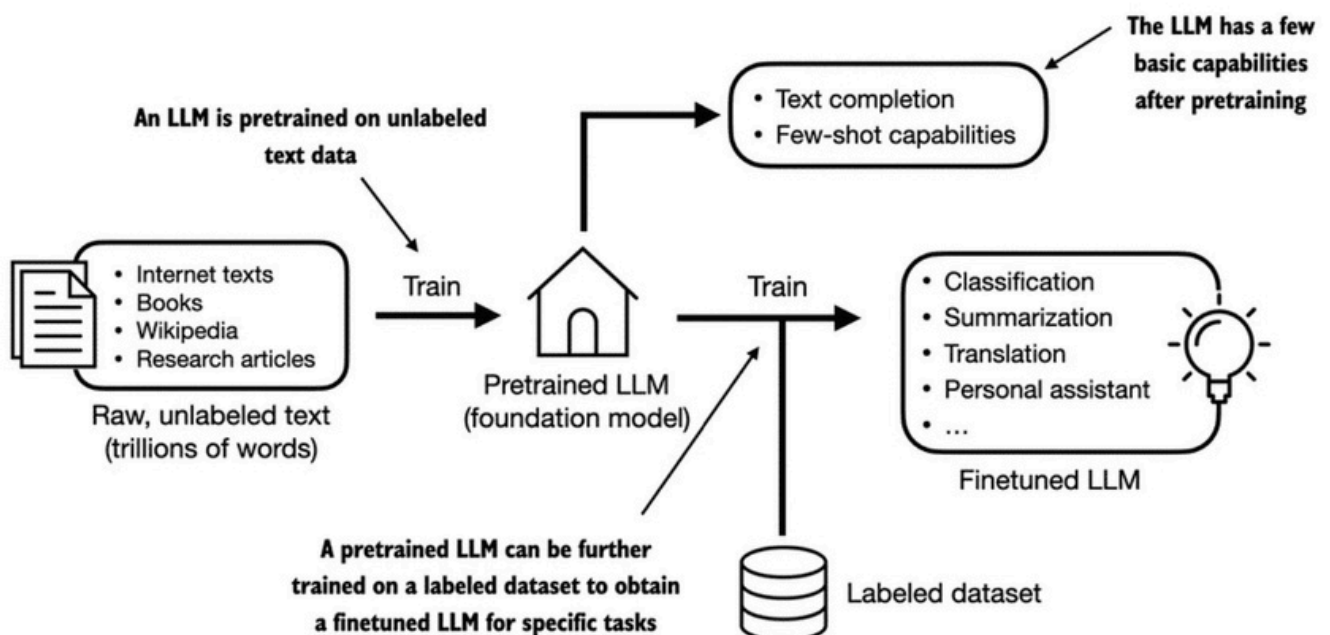 The LLM has a few
basic capabilities
after pretraining
• Text completion
• Few-shot capabilities
An LLM is pretrained on unlabeled
text data
• Internet texts
• Books
• Wikipedia
• Research articles
Raw, unlabeled text
(trillions of words)
Train
Pretrained LLM
(foundation model)
Train
• Classification
• Summarization
• Translation
• Personal assistant
• ...
Finetuned LLM
A pretrained LLM can be further
trained on a labeled dataset to obtain
a finetuned LLM for specific tasks
Labeled dataset